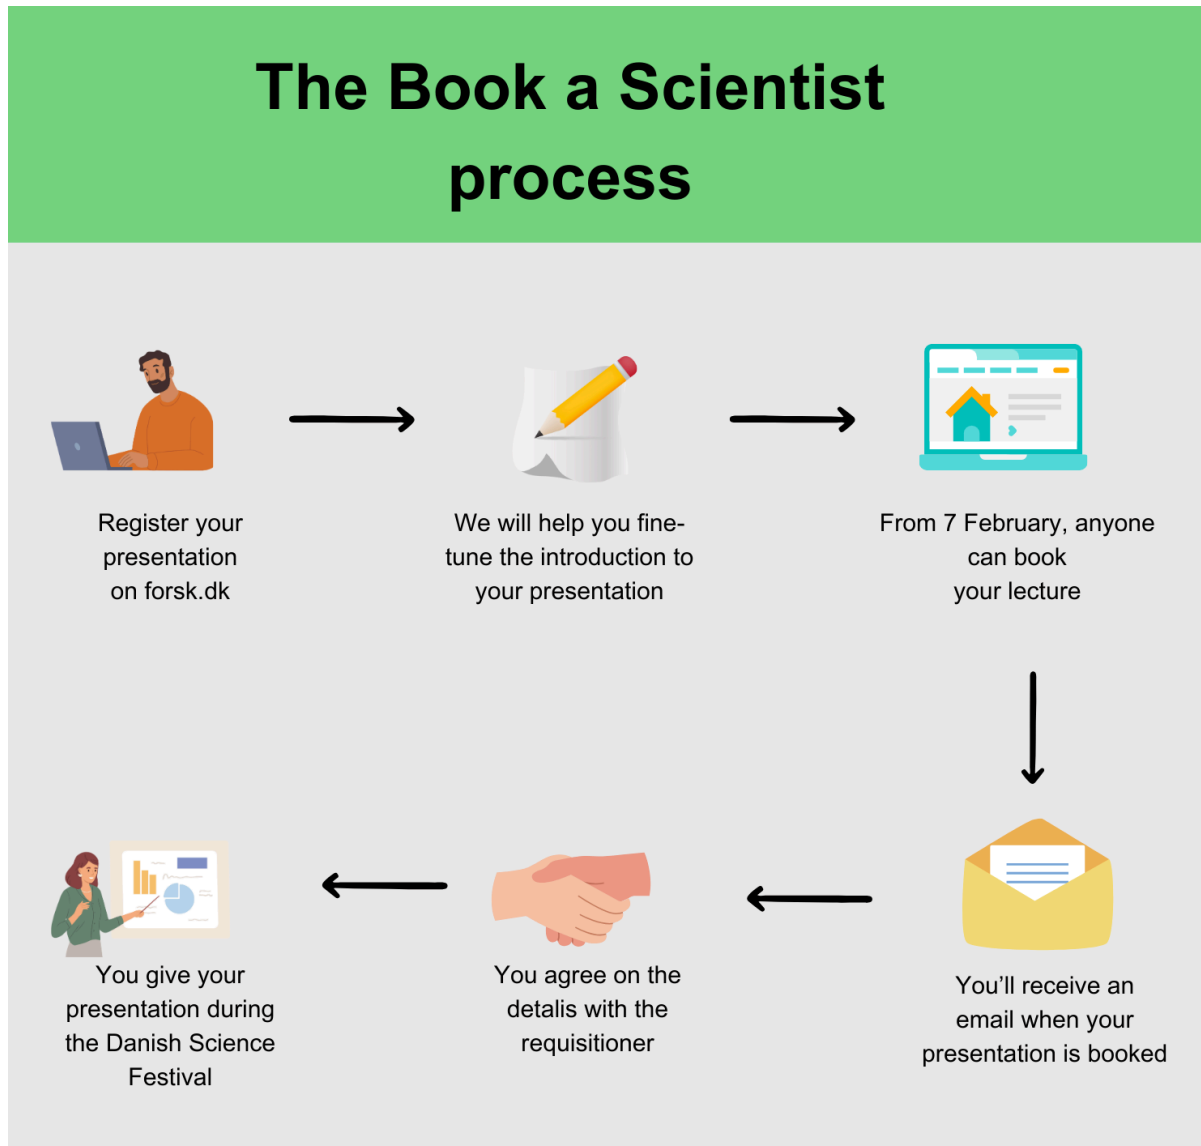 The Book a Scientist
process
Register your
presentation
on forsk.dk
We will help you fine-
tune the introduction to
your presentation
From 7 February, anyone
can book
your lecture
You'll receive an
email when your
presentation is booked
You agree on the
detalis with the
requisitioner
You give your
presentation during
the Danish Science
Festival